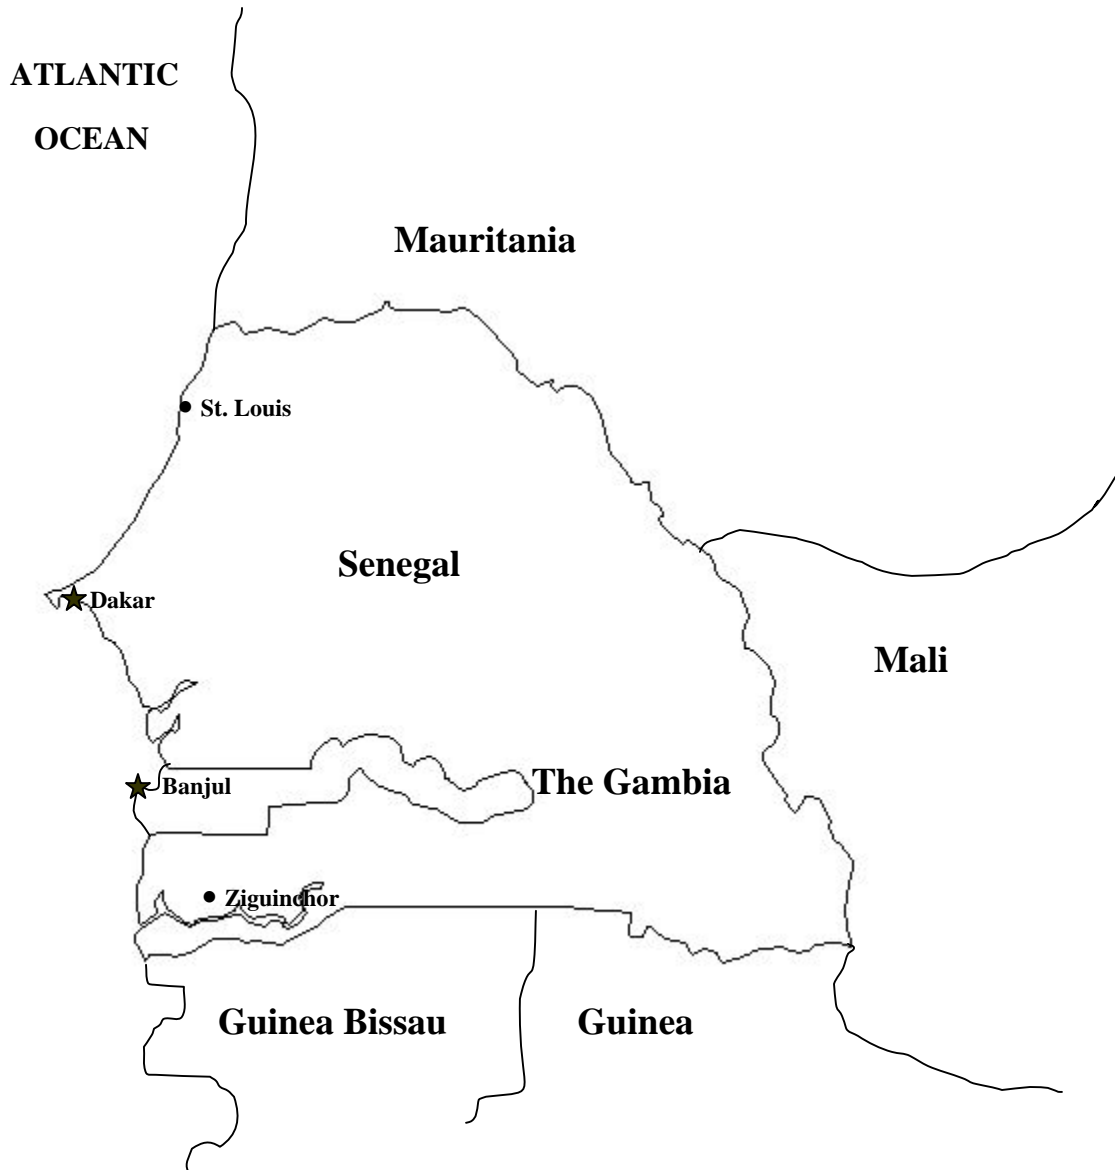 ATLANTIC
OCEAN
Mauritania
St. Louis
Senegal
Dakar
Mali
The Gambia
Banjul
Ziguinchor
Guinea Bissau
Guinea